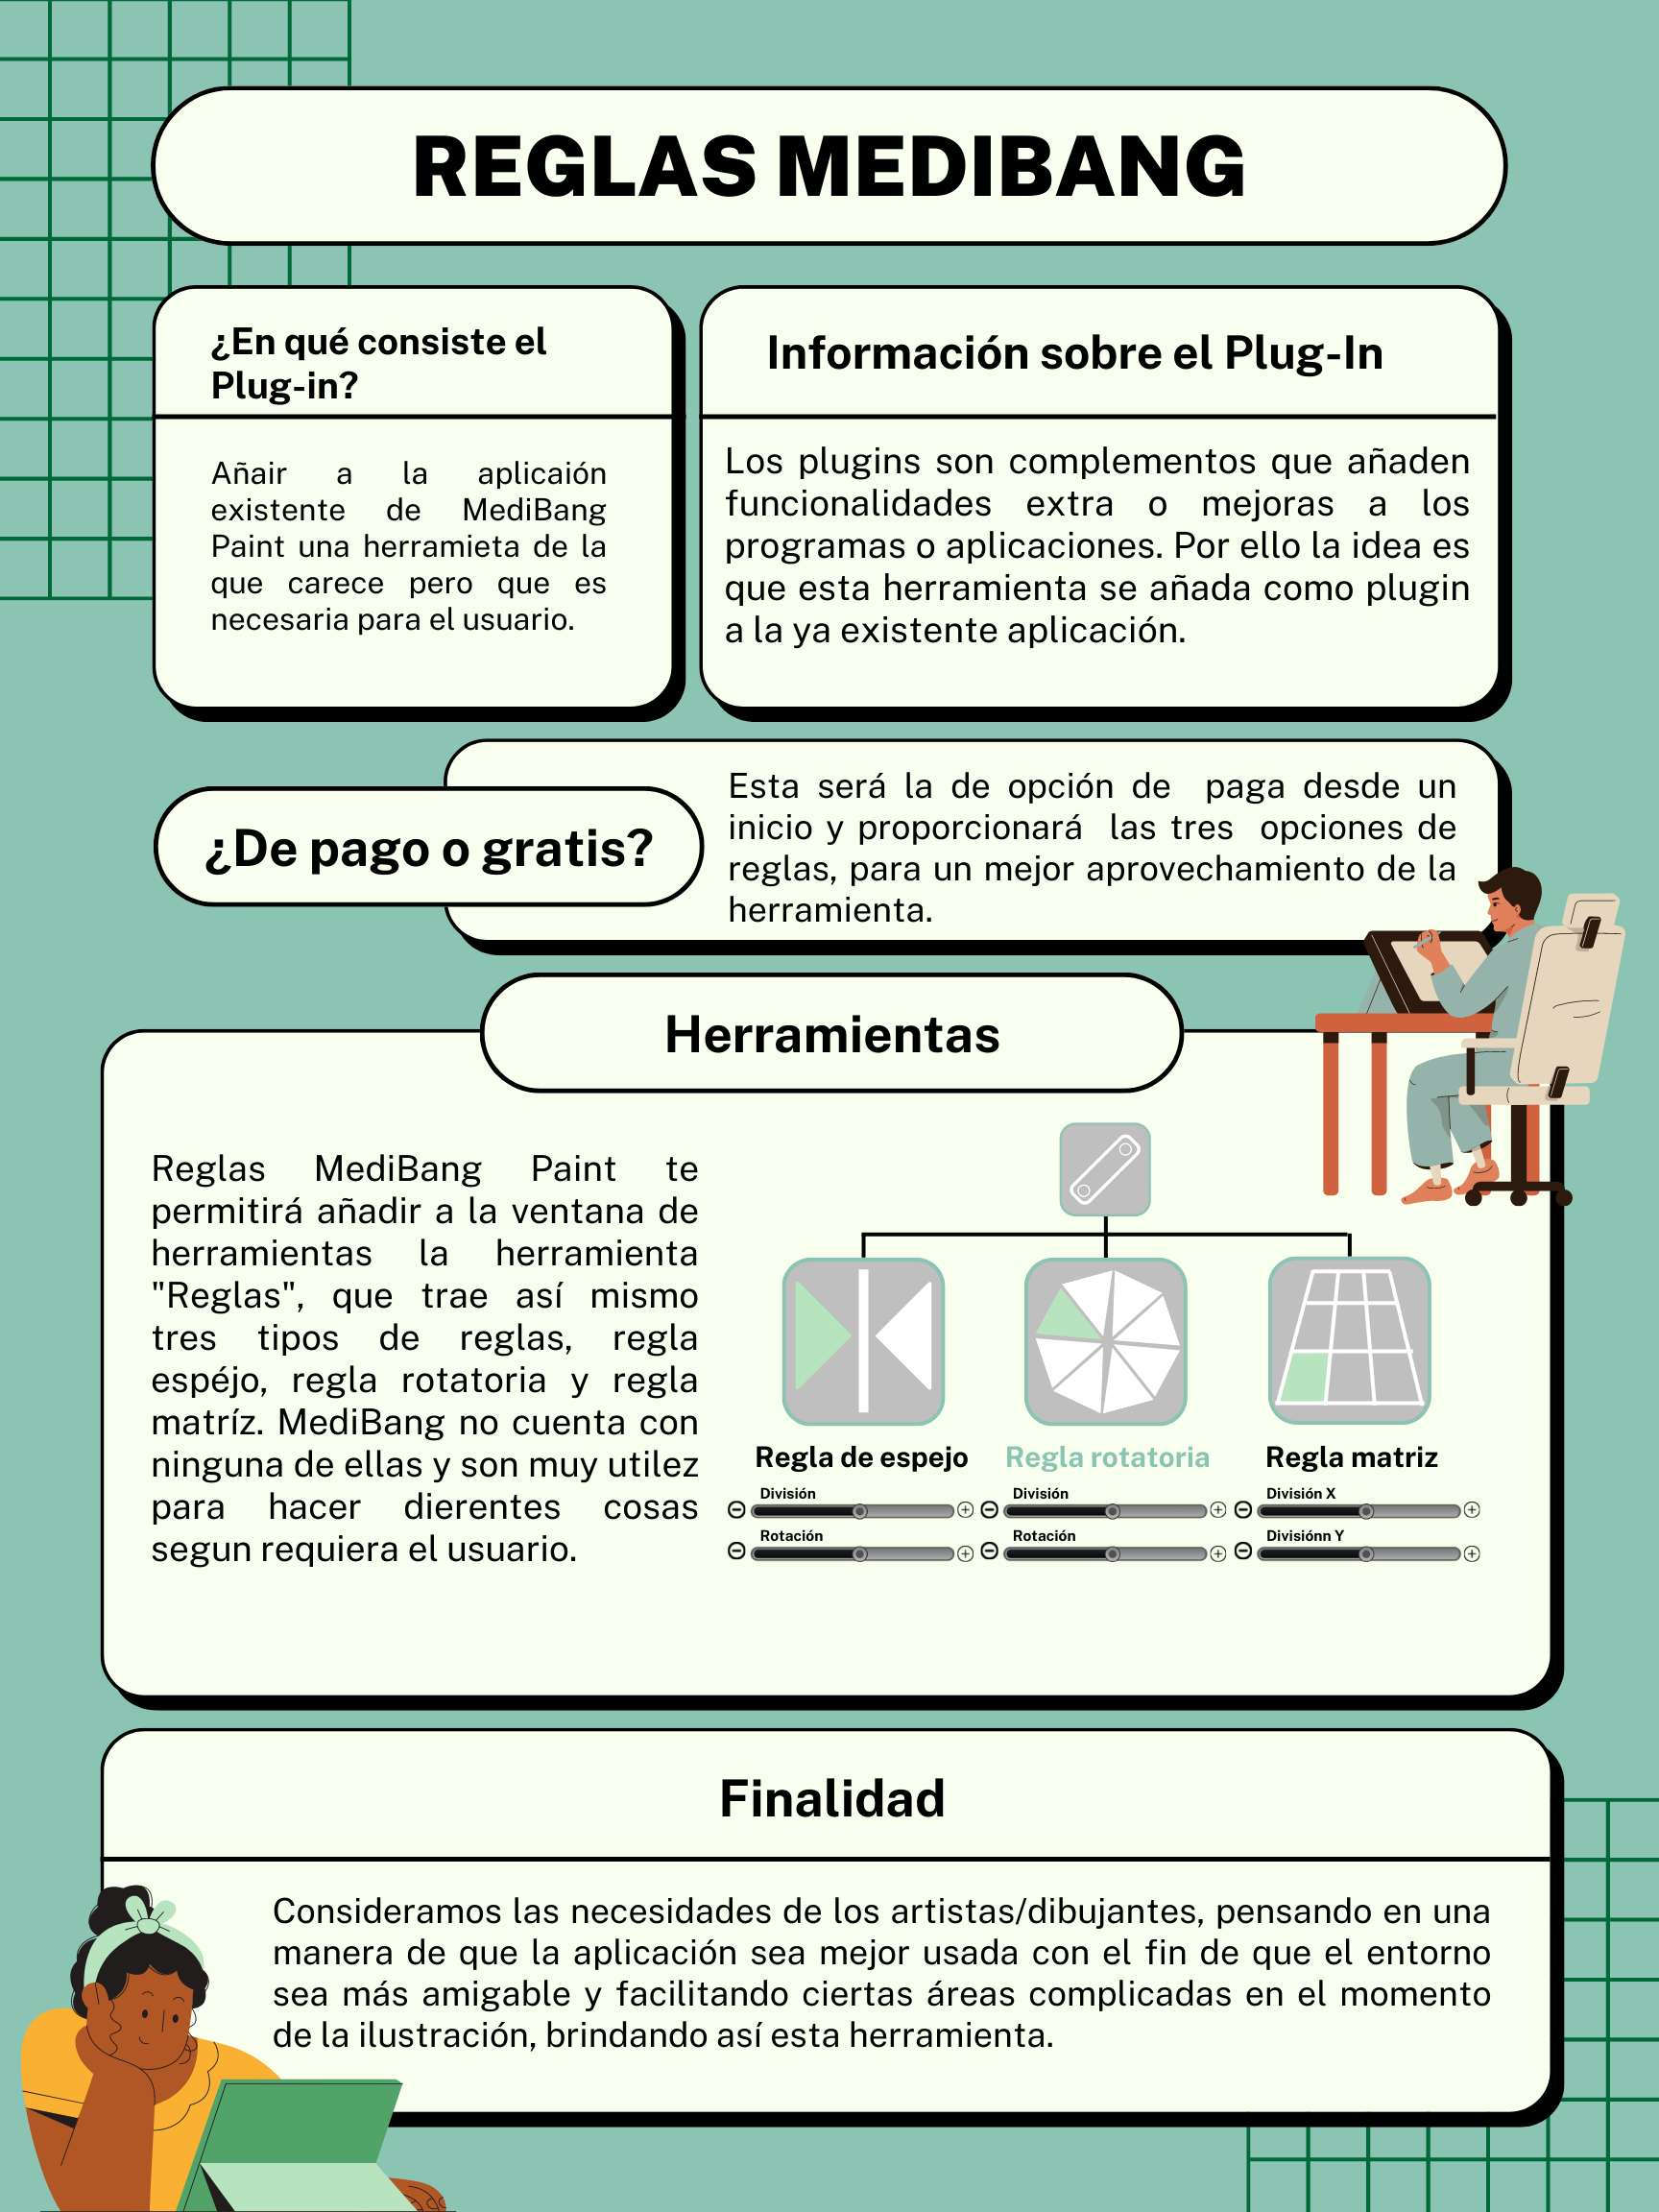 REGLAS MEDIBANG
¿En qué consiste el
Plug-in?
Añair a la aplicaión
existente de MediBang
Paint una herramieta de la
que carece pero que es
necesaria para el usuario.
Información sobre el Plug-In
Los plugins son complementos que añaden
funcionalidades extra o mejoras a los
programas o aplicaciones. Por ello la idea es
que esta herramienta se añada como plugin
a la ya existente aplicación.
¿De pago o gratis?
Esta será la de opción de paga desde un
inicio y proporcionará las tres opciones de
reglas, para un mejor aprovechamiento de la
herramienta.
Herramientas
Reglas MediBang Paint te
permitirá añadir a la ventana de
herramientas la herramienta
"Reglas", que trae así mismo
tres tipos de reglas, regla
espéjo, regla rotatoria y regla
matríz. MediBang no cuenta con
ninguna de ellas y son muy utilez
para hacer dierentes cosas
segun requiera el usuario.
Regla de espejo
División
Rotación
Regla rotatoria
División
Rotación
Regla matriz
División X
Divisiónn Y
Finalidad
Consideramos las necesidades de los artistas/dibujantes, pensando en una
manera de que la aplicación sea mejor usada con el fin de que el entorno
sea más amigable y facilitando ciertas áreas complicadas en el momento
de la ilustración, brindando así esta herramienta.